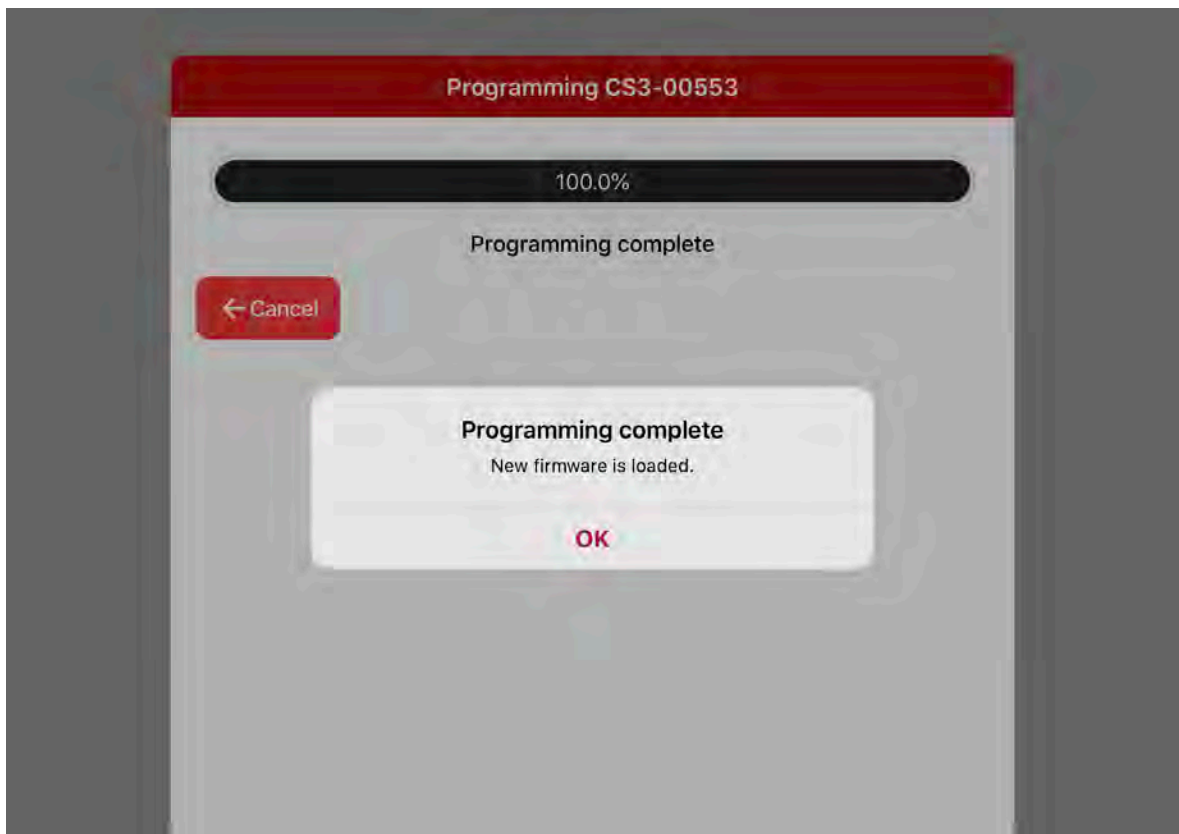 Programming CS3-00553
100.0%
Programming complete
←Cancel
Programming complete
New firmware is loaded.
OK